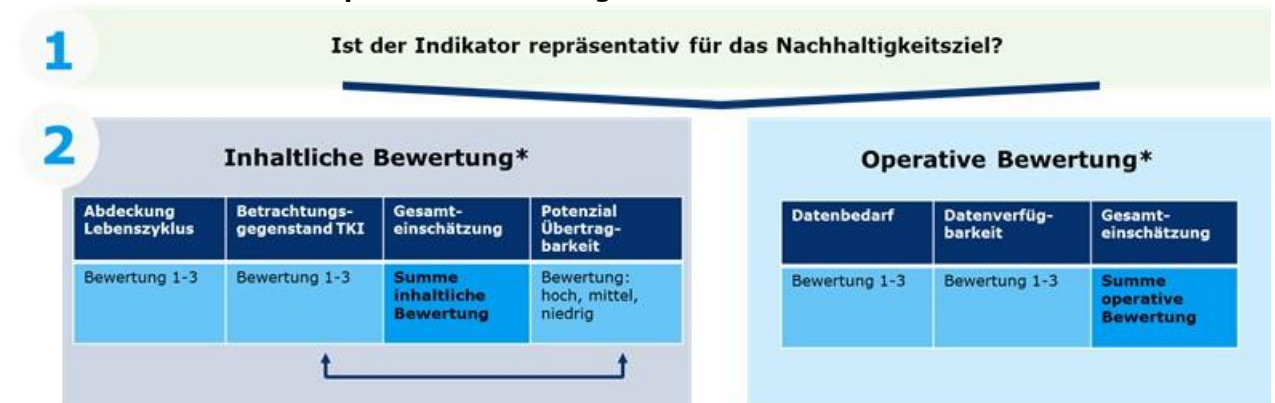 1
Ist der Indikator repräsentativ für das Nachhaltigkeitsziel?
2
Inhaltliche Bewertung*
Abdeckung
Lebenszyklus
Betrachtungs-
gegenstand TKI
Gesamt-
einschätzung
Potenzial
Übertrag-
barkeit
Bewertung 1-3
Bewertung 1-3
Summe
inhaltliche
Bewertung
Bewertung:
hoch, mittel,
niedrig
Operative Bewertung*
Datenbedarf
Datenverfüg-
barkeit
Gesamt-
einschätzung
Bewertung 1-3
Bewertung 1-3
Summe
operative
Bewertung